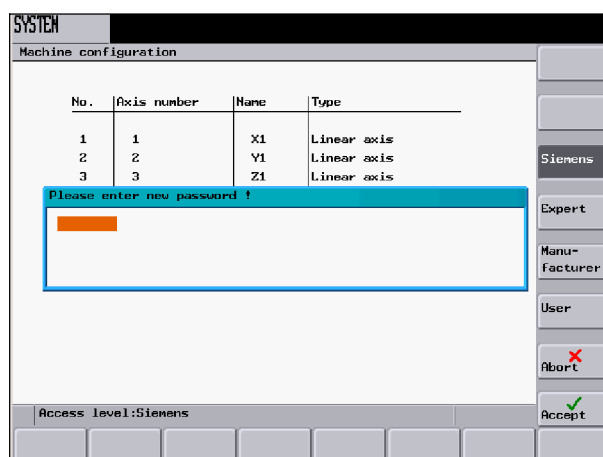 SYSTEM
Machine configuration
No. Axis number Name Type
1 1 X1 Linear axis
2 2 Y1 Linear axis
3 3 Z1 Linear axis
Please enter new password !
Siemens
Expert
Manu-
facturer
User
Abort
Access level:Siemens
Accept